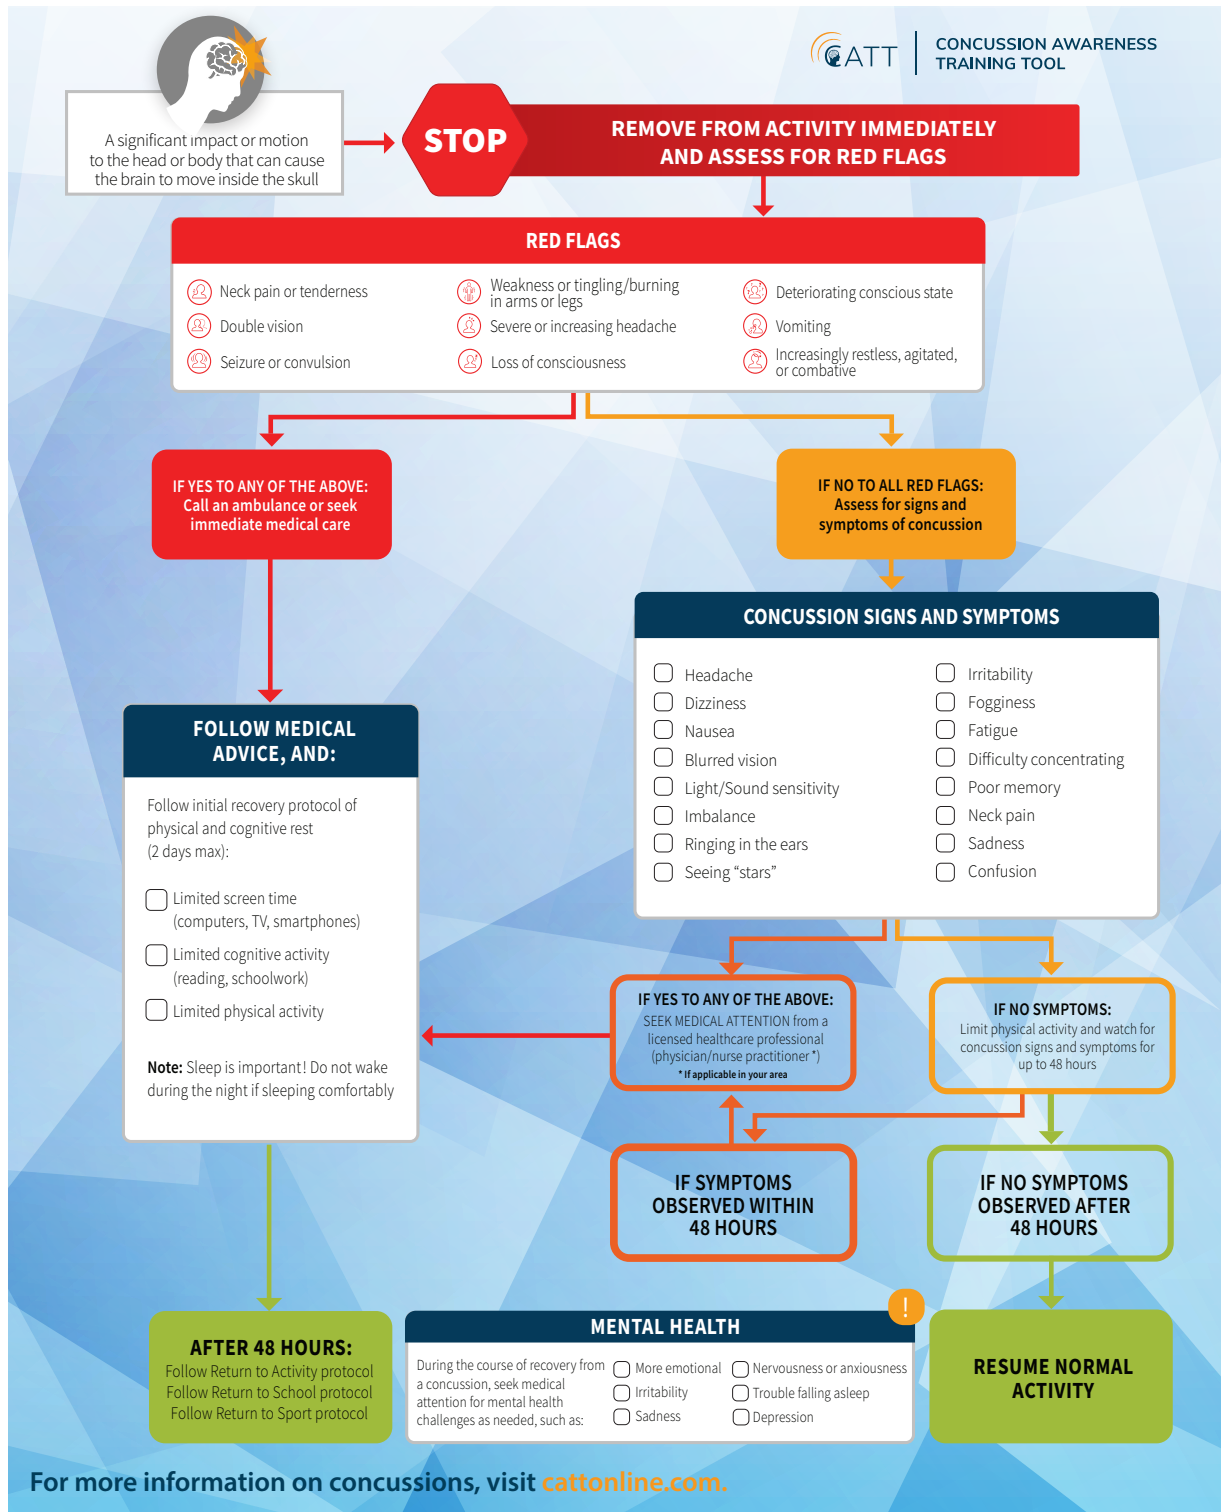 CATT
CONCUSSION AWARENESS
TRAINING TOOL
A significant impact or motion
to the head or body that can cause
the brain to move inside the skull
STOP
REMOVE FROM ACTIVITY IMMEDIATELY
AND ASSESS FOR RED FLAGS
RED FLAGS
Neck pain or tenderness
Double vision
Seizure or convulsion
Weakness or tingling/burning
in arms or legs
Severe or increasing headache
Loss of consciousness
Deteriorating conscious state
Vomiting
Increasingly restless, agitated,
or combative
IF YES TO ANY OF THE ABOVE:
Call an ambulance or seek
immediate medical care
IF NO TO ALL RED FLAGS:
Assess for signs and
symptoms of concussion
CONCUSSION SIGNS AND SYMPTOMS
Headache
Dizziness
Nausea
Blurred vision
Light/Sound sensitivity
Imbalance
Ringing in the ears
Seeing “stars”
Irritability
Fogginess
Fatigue
Difficulty concentrating
Poor memory
Neck pain
Sadness
Confusion
FOLLOW MEDICAL
ADVICE, AND:
Follow initial recovery protocol of
physical and cognitive rest
(2 days max):
Limited screen time
(computers, TV, smartphones)
Limited cognitive activity
(reading, schoolwork)
Limited physical activity
Note: Sleep is important! Do not wake
during the night if sleeping comfortably
IF YES TO ANY OF THE ABOVE:
SEEK MEDICAL ATTENTION from a
licensed healthcare professional
(physician/nurse practitioner*)
* If applicable in your area
IF NO SYMPTOMS:
Limit physical activity and watch for
concussion signs and symptoms for
up to 48 hours
IF SYMPTOMS
OBSERVED WITHIN
48 HOURS
IF NO SYMPTOMS
OBSERVED AFTER
48 HOURS
AFTER 48 HOURS:
Follow Return to Activity protocol
Follow Return to School protocol
Follow Return to Sport protocol
!
MENTAL HEALTH
During the course of recovery from
a concussion, seek medical
attention for mental health
challenges as needed, such as:
More emotional
Irritability
Sadness
Nervousness or anxiousness
Trouble falling asleep
Depression
RESUME NORMAL
ACTIVITY
For more information on concussions, visit cattonline.com.